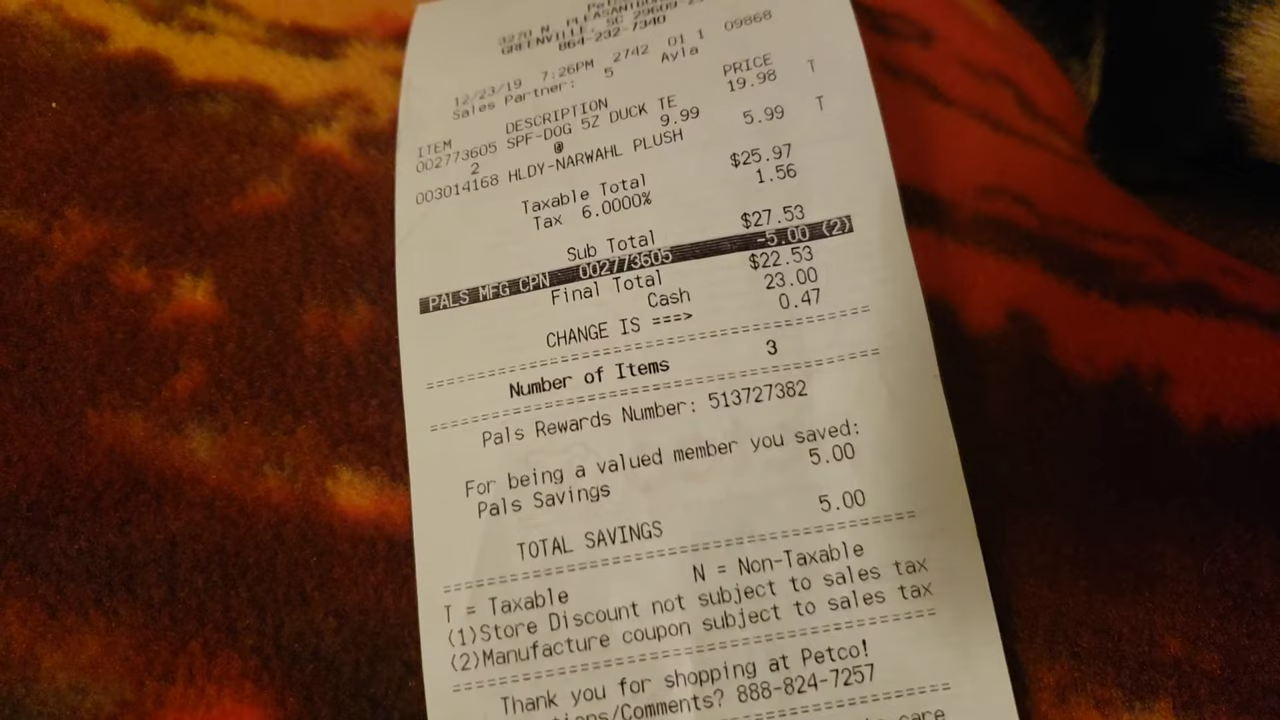 3270 N. PLEASANTBUR
GREENVILLE, SC 29609
864-232-7340
12/23/19 7:26PM 2742 01 1 09868
Sales Partner: 5 Ayla
ITEM DESCRIPTION PRICE
002773605 SPF-DOG 5Z DUCK TE 19.98 T
2 @ 9.99
003014168 HLDY-NARWAHL PLUSH 5.99 T
Taxable Total $25.97
Tax 6.0000% 1.56
Sub Total $27.53
PALS MFG CPN 002773605 -5.00 (2)
Final Total $22.53
Cash 23.00
CHANGE IS ===> 0.47
================================
Number of Items 3
================================
Pals Rewards Number: 513727382
For being a valued member you saved:
Pals Savings 5.00
TOTAL SAVINGS 5.00
================================
T = Taxable N = Non-Taxable
(1)Store Discount not subject to sales tax
(2)Manufacture coupon subject to sales tax
================================
Thank you for shopping at Petco!
tions/Comments? 888-824-7257
================================
care